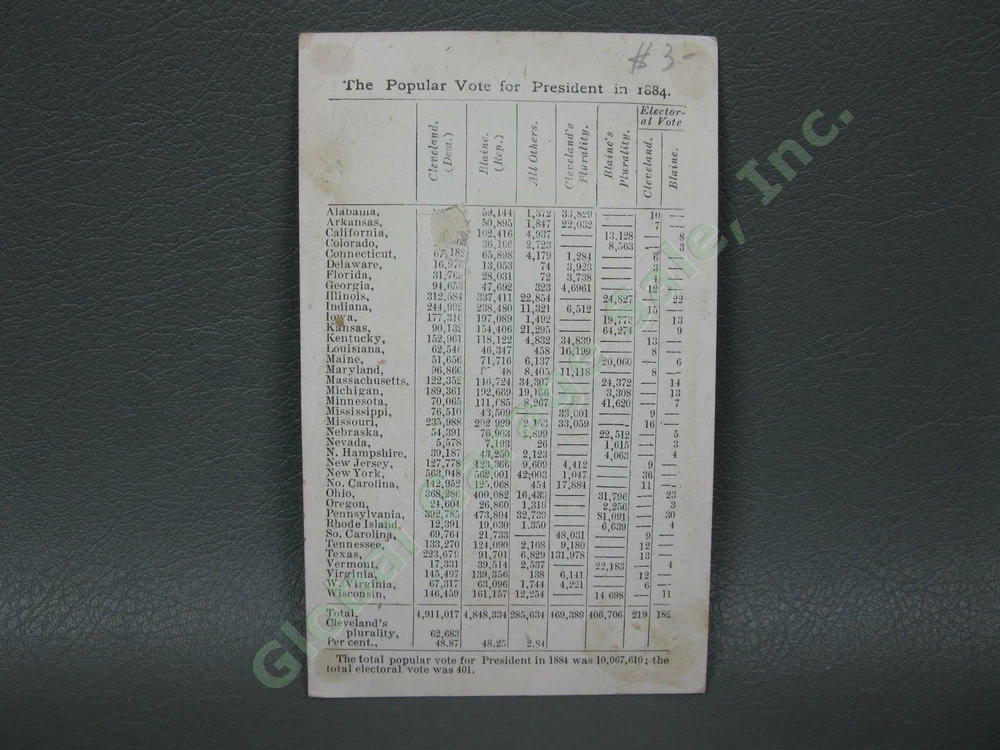 $3-
The Popular Vote for President in 1884.
Elector-
al Vote
Cleveland. (Dem.) Blaine. (Rep.) All Others. Cleveland's Plurality. Blaine's Plurality. Cleveland. Blaine.
Alabama, 59,144 1,372 33,829 —— 10 —
Arkansas, 50,895 1,847 22,032 —— 7 —
California, 102,416 4,937 —— 13,128 — 8
Colorado, 36,166 2,723 —— 8,563 — 3
Connecticut, 67,182 65,898 4,179 1,284 —— 6 —
Delaware, 16,976 13,053 74 3,923 —— 3 —
Florida, 31,769 28,031 72 3,738 —— 4 —
Georgia, 94,653 47,692 323 4,6961 —— 12 —
Illinois, 312,584 337,411 22,854 —— 24,827 — 22
Indiana, 244,992 238,480 11,321 6,512 —— 15 —
Iowa, 177,316 197,089 1,492 —— 19,773 — 13
Kansas, 90,132 154,406 21,295 —— 64,274 — 9
Kentucky, 152,961 118,122 4,832 34,839 —— 13 —
Louisiana, 62,546 46,347 458 16,199 —— 8 —
Maine, 51,656 71,716 6,137 —— 20,060 — 6
Maryland, 96,866 8,405 11,118 —— 8 —
Massachusetts, 122,352 146,724 34,307 —— 24,372 — 14
Michigan, 189,361 192,669 —— 3,308 — 13
Minnesota, 70,065 111,685 8,267 —— 41,620 — 7
Mississippi, 76,510 43,509 —— 33,001 —— 9 —
Missouri, 235,988 202,929 33,059 —— 16 —
Nebraska, 54,391 76,903 2,899 —— 22,512 — 5
Nevada, 5,578 7,193 26 —— 1,615 — 3
N. Hampshire, 39,187 43,250 2,123 —— 4,063 — 4
New Jersey, 127,778 123,366 9,609 4,412 —— 9 —
New York, 563,048 562,001 42,003 1,047 —— 36 —
No. Carolina, 142,952 125,068 454 17,884 —— 11 —
Ohio, 368,286 400,082 —— 31,796 — 23
Oregon, 24,604 26,860 —— 2,256 — 3
Pennsylvania, 392,785 473,804 —— 81,091 — 30
Rhode Island, 12,391 19,030 1,350 —— 6,639 — 4
So. Carolina, 69,764 21,733 —— 48,031 —— 9 —
Tennessee, 133,270 124,090 2,108 9,180 —— 12 —
Texas, 223,679 91,701 6,829 131,978 —— 13 —
Vermont, 17,331 39,514 2,537 —— 22,183 — 4
Virginia, 145,497 139,356 138 6,141 —— 12 —
W. Virginia, 67,317 63,096 1,744 4,221 —— 6 —
Wisconsin, 146,459 161,157 12,254 —— 14 698 — 11
Total, 4,911,017 4,848,334 285,634 469,389 406,706 219 182
Cleveland's
plurality, 62,683
Per cent., 48.87 48.25 2.84
The total popular vote for President in 1884 was 10,067,610; the
total electoral vote was 401.
Global Garage Sale, Inc.